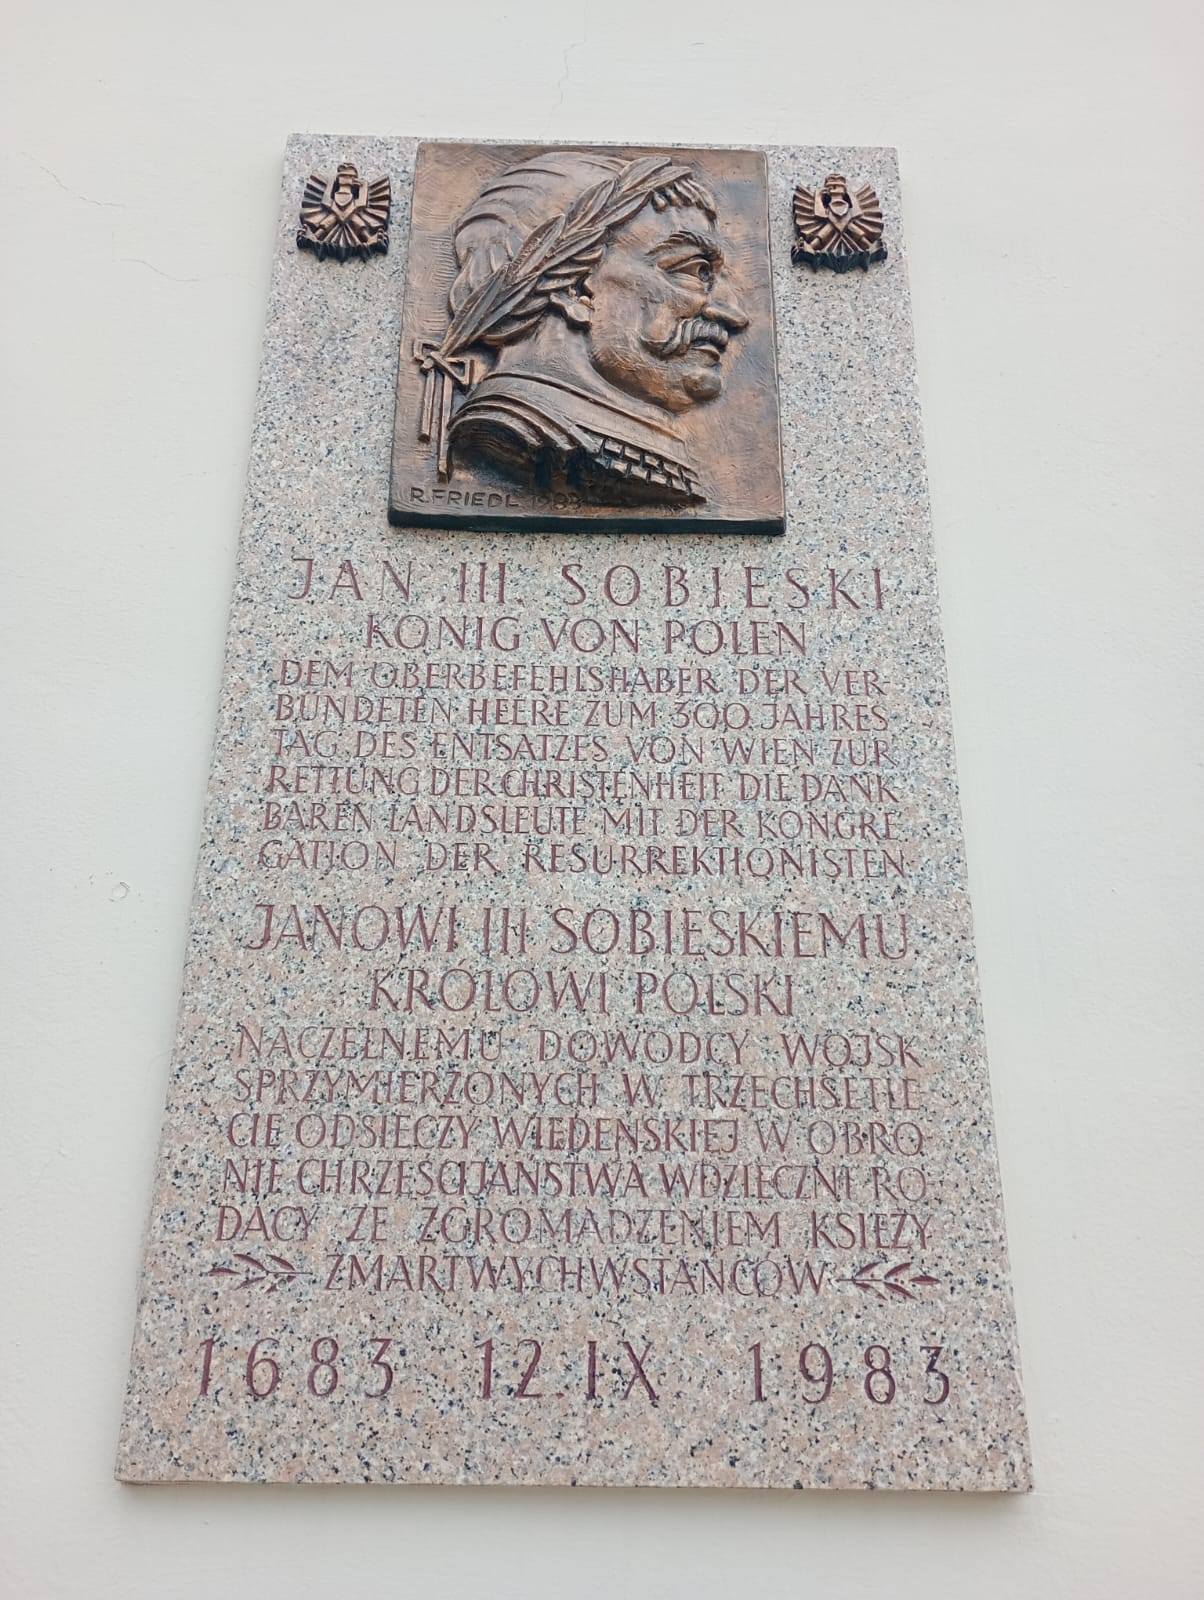 R. FRIEDL 1983
JAN III. SOBIESKI
KÖNIG VON POLEN
DEM OBERBEFEHLSHABER DER VER-
BÜNDETEN HEERE ZUM 300 JAHRES
TAG DES ENTSATZES VON WIEN ZUR
RETTUNG DER CHRISTENHEIT DIE DANK
BAREN LANDSLEUTE MIT DER KONGRE
GATION DER RESURREKTIONISTEN
JANOWI III SOBIESKIEMU
KRÓLOWI POLSKI
NACZELNEMU DOWÓDCY WOJSK
SPRZYMIERZONYCH W TRZECHSETLE
CIE ODSIECZY WIEDEŃSKIEJ W OBRO
NIE CHRZEŚCIJAŃSTWA WDZIĘCZNI RO
DACY ZE ZGROMADZENIEM KSIĘŻY
ZMARTWYCHWSTAŃCÓW
1683 12. IX 1983